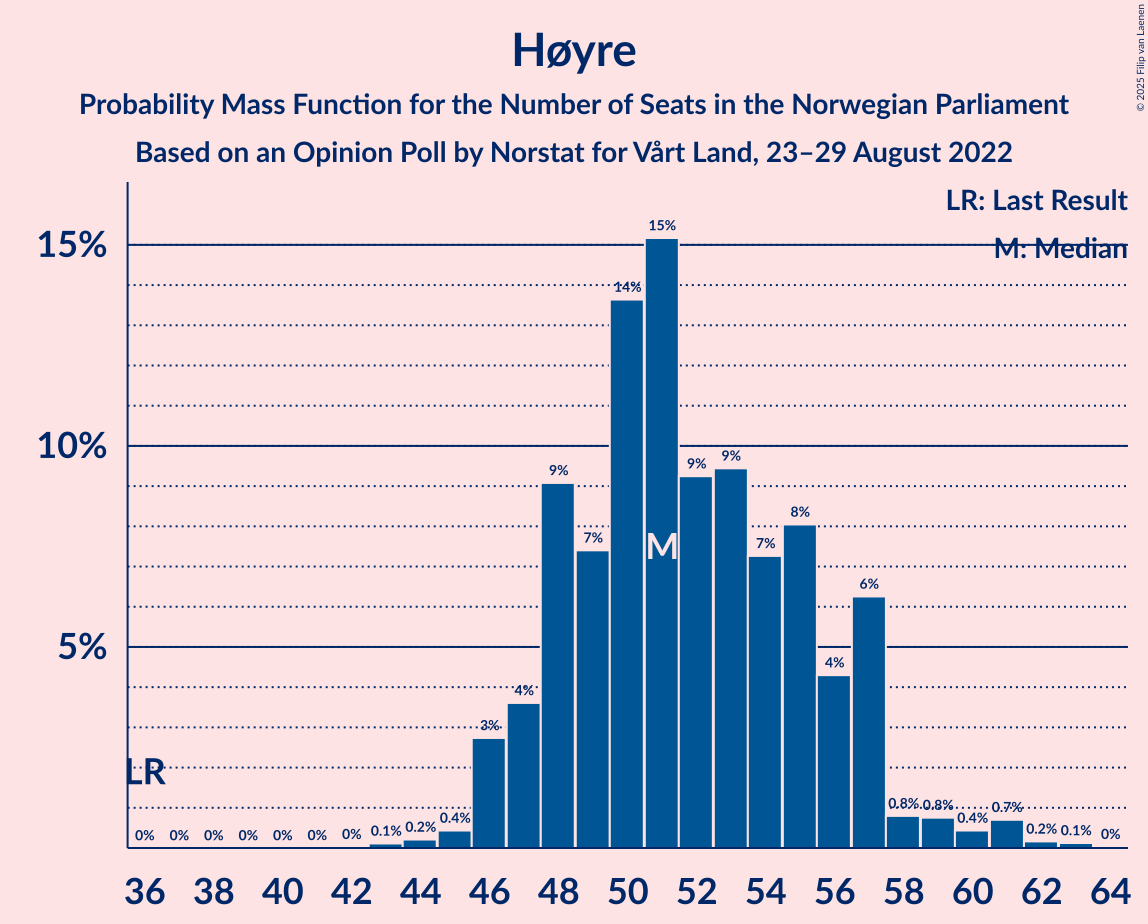 Høyre
Probability Mass Function for the Number of Seats in the Norwegian Parliament
Based on an Opinion Poll by Norstat for Vårt Land, 23–29 August 2022
© 2025 Filip van Laenen
LR: Last Result
M: Median
15%
10%
5%
LR
M
0% 0% 0% 0% 0% 0% 0% 0.1% 0.2% 0.4% 3% 4% 9% 7% 14% 15% 9% 9% 7% 8% 4% 6% 0.8% 0.8% 0.4% 0.7% 0.2% 0.1% 0%
36 38 40 42 44 46 48 50 52 54 56 58 60 62 64